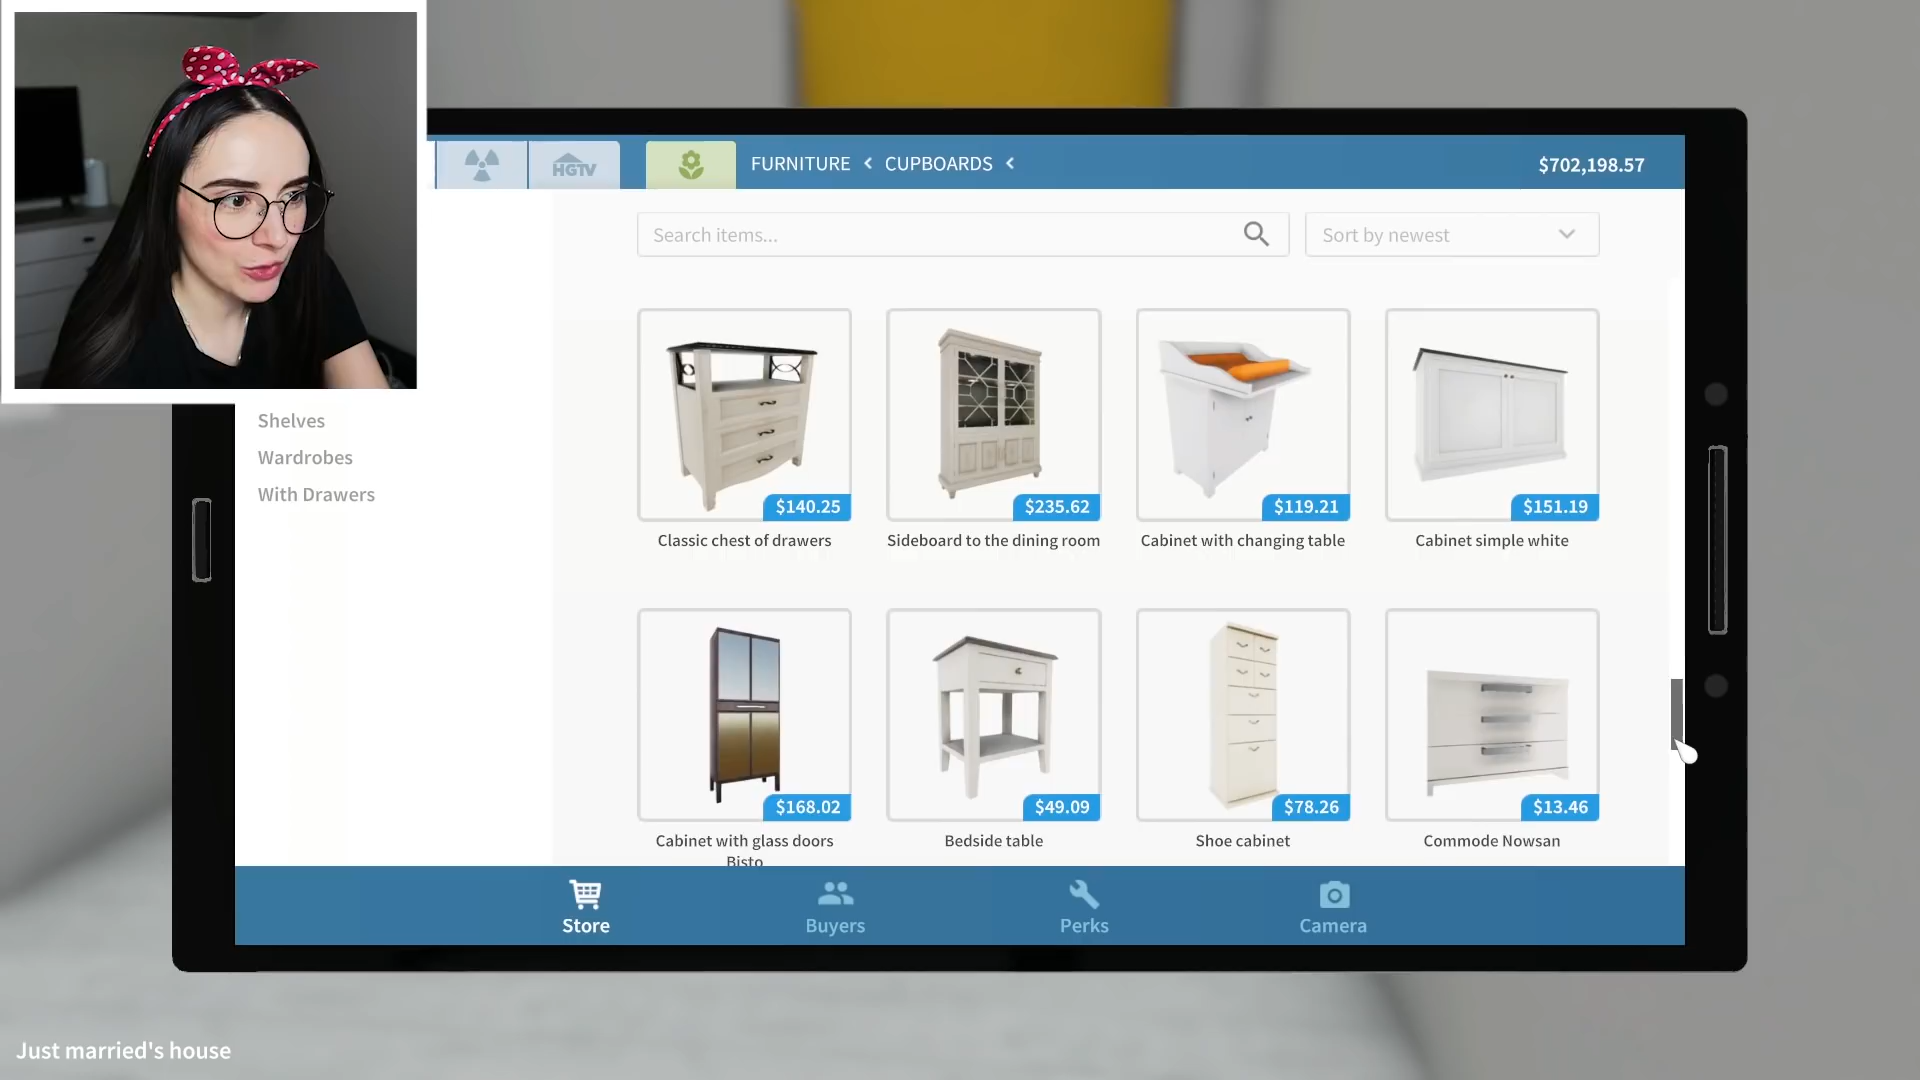 HGTV
FURNITURE < CUPBOARDS <
$702,198.57
Search items...
Sort by newest
Shelves
Wardrobes
With Drawers
$140.25
$235.62
$119.21
$151.19
Classic chest of drawers
Sideboard to the dining room
Cabinet with changing table
Cabinet simple white
$168.02
$49.09
$78.26
$13.46
Cabinet with glass doors
Bisto
Bedside table
Shoe cabinet
Commode Nowsan
Store
Buyers
Perks
Camera
Just married's house